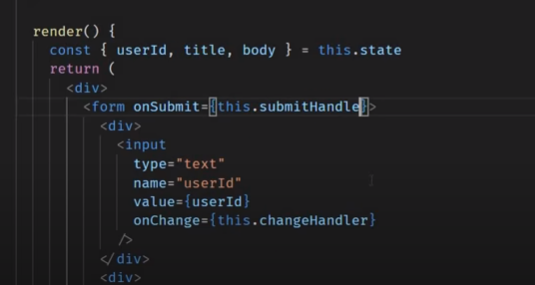 render() {
const { userId, title, body } = this.state
return (
<div>
<form onSubmit={this.submitHandle}>
<div>
<input
type="text"
name="userId"
value={userId}
onChange={this.changeHandler}
/>
</div>
<div>